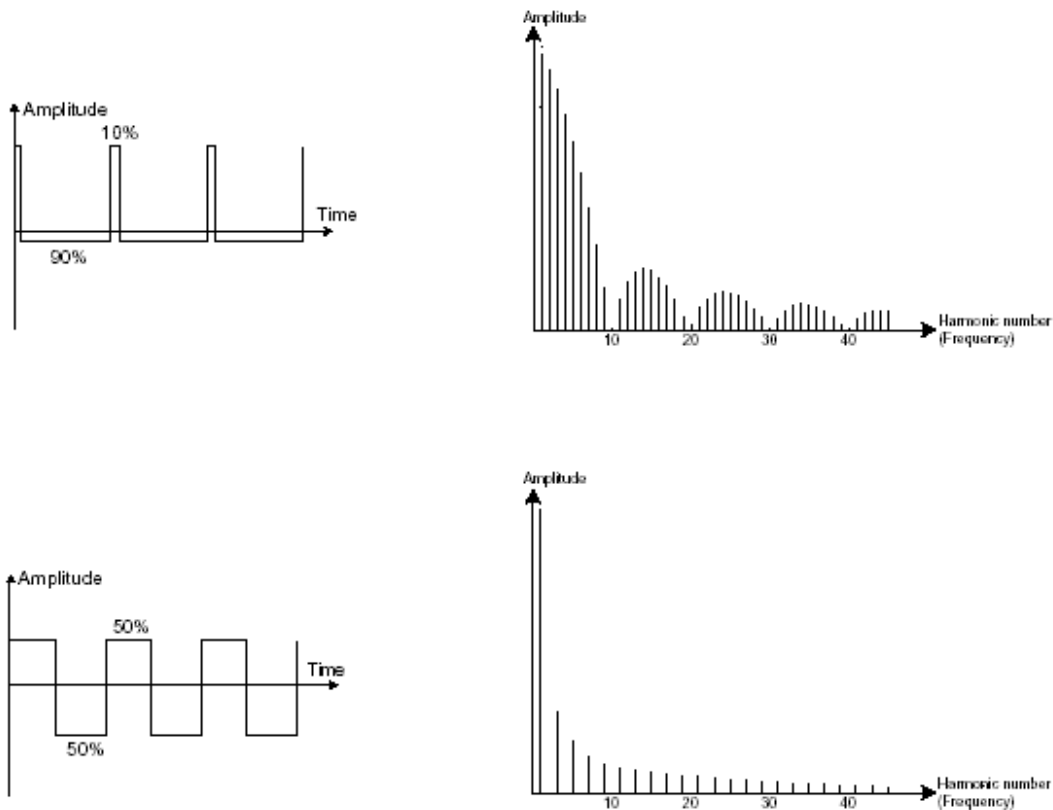 Amplitude
Amplitude
10%
Time
90%
Harmonic number
(Frequency)
10 20 30 40
Amplitude
Amplitude
50%
Time
50%
Harmonic number
(Frequency)
10 20 30 40